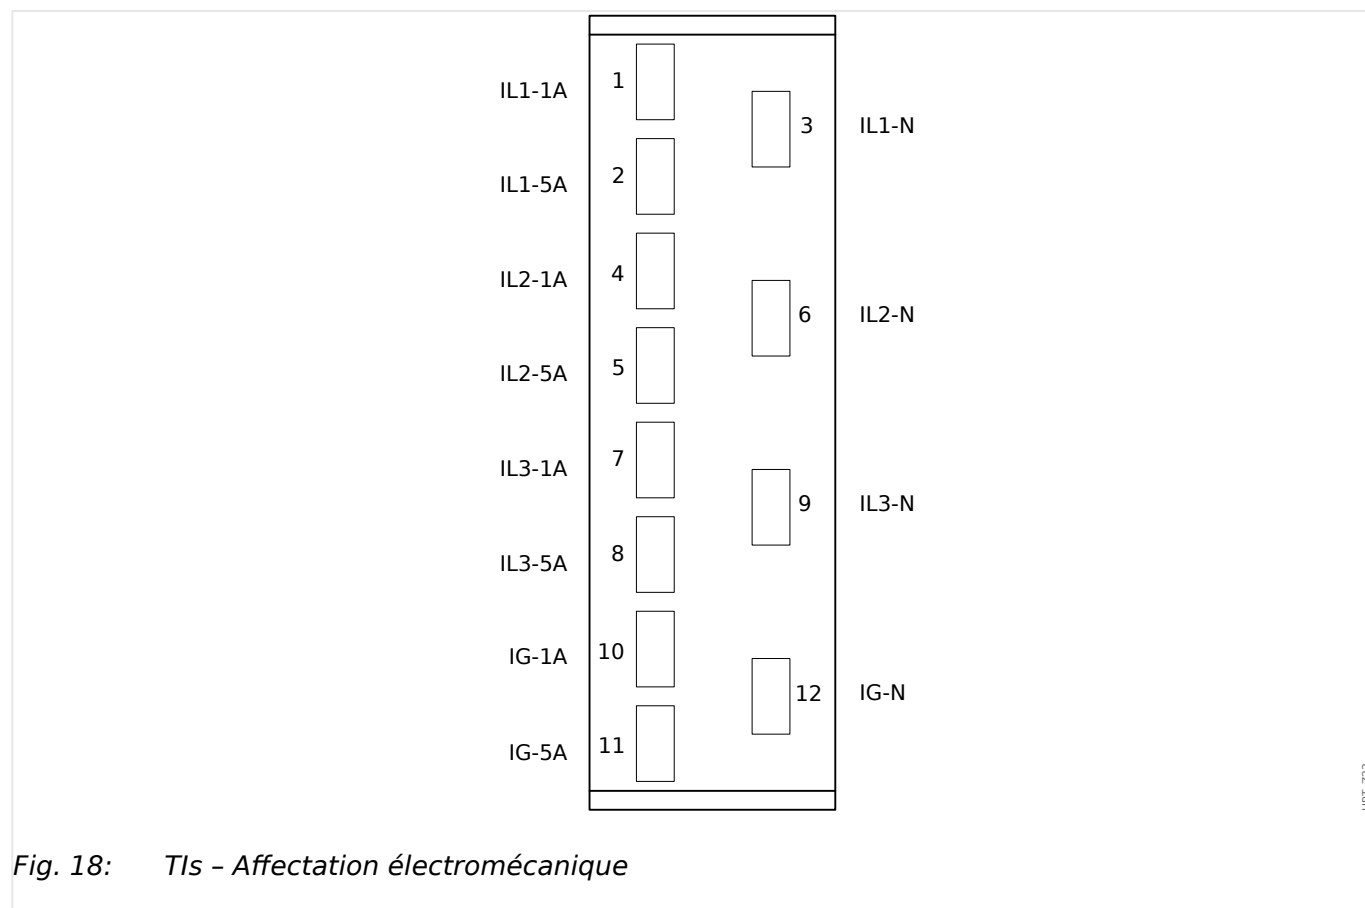 IL1-1A 1
3 IL1-N
IL1-5A 2
IL2-1A 4
6 IL2-N
IL2-5A 5
IL3-1A 7
9 IL3-N
IL3-5A 8
IG-1A 10
12 IG-N
IG-5A 11
Fig. 18: TIs – Affectation électromécanique